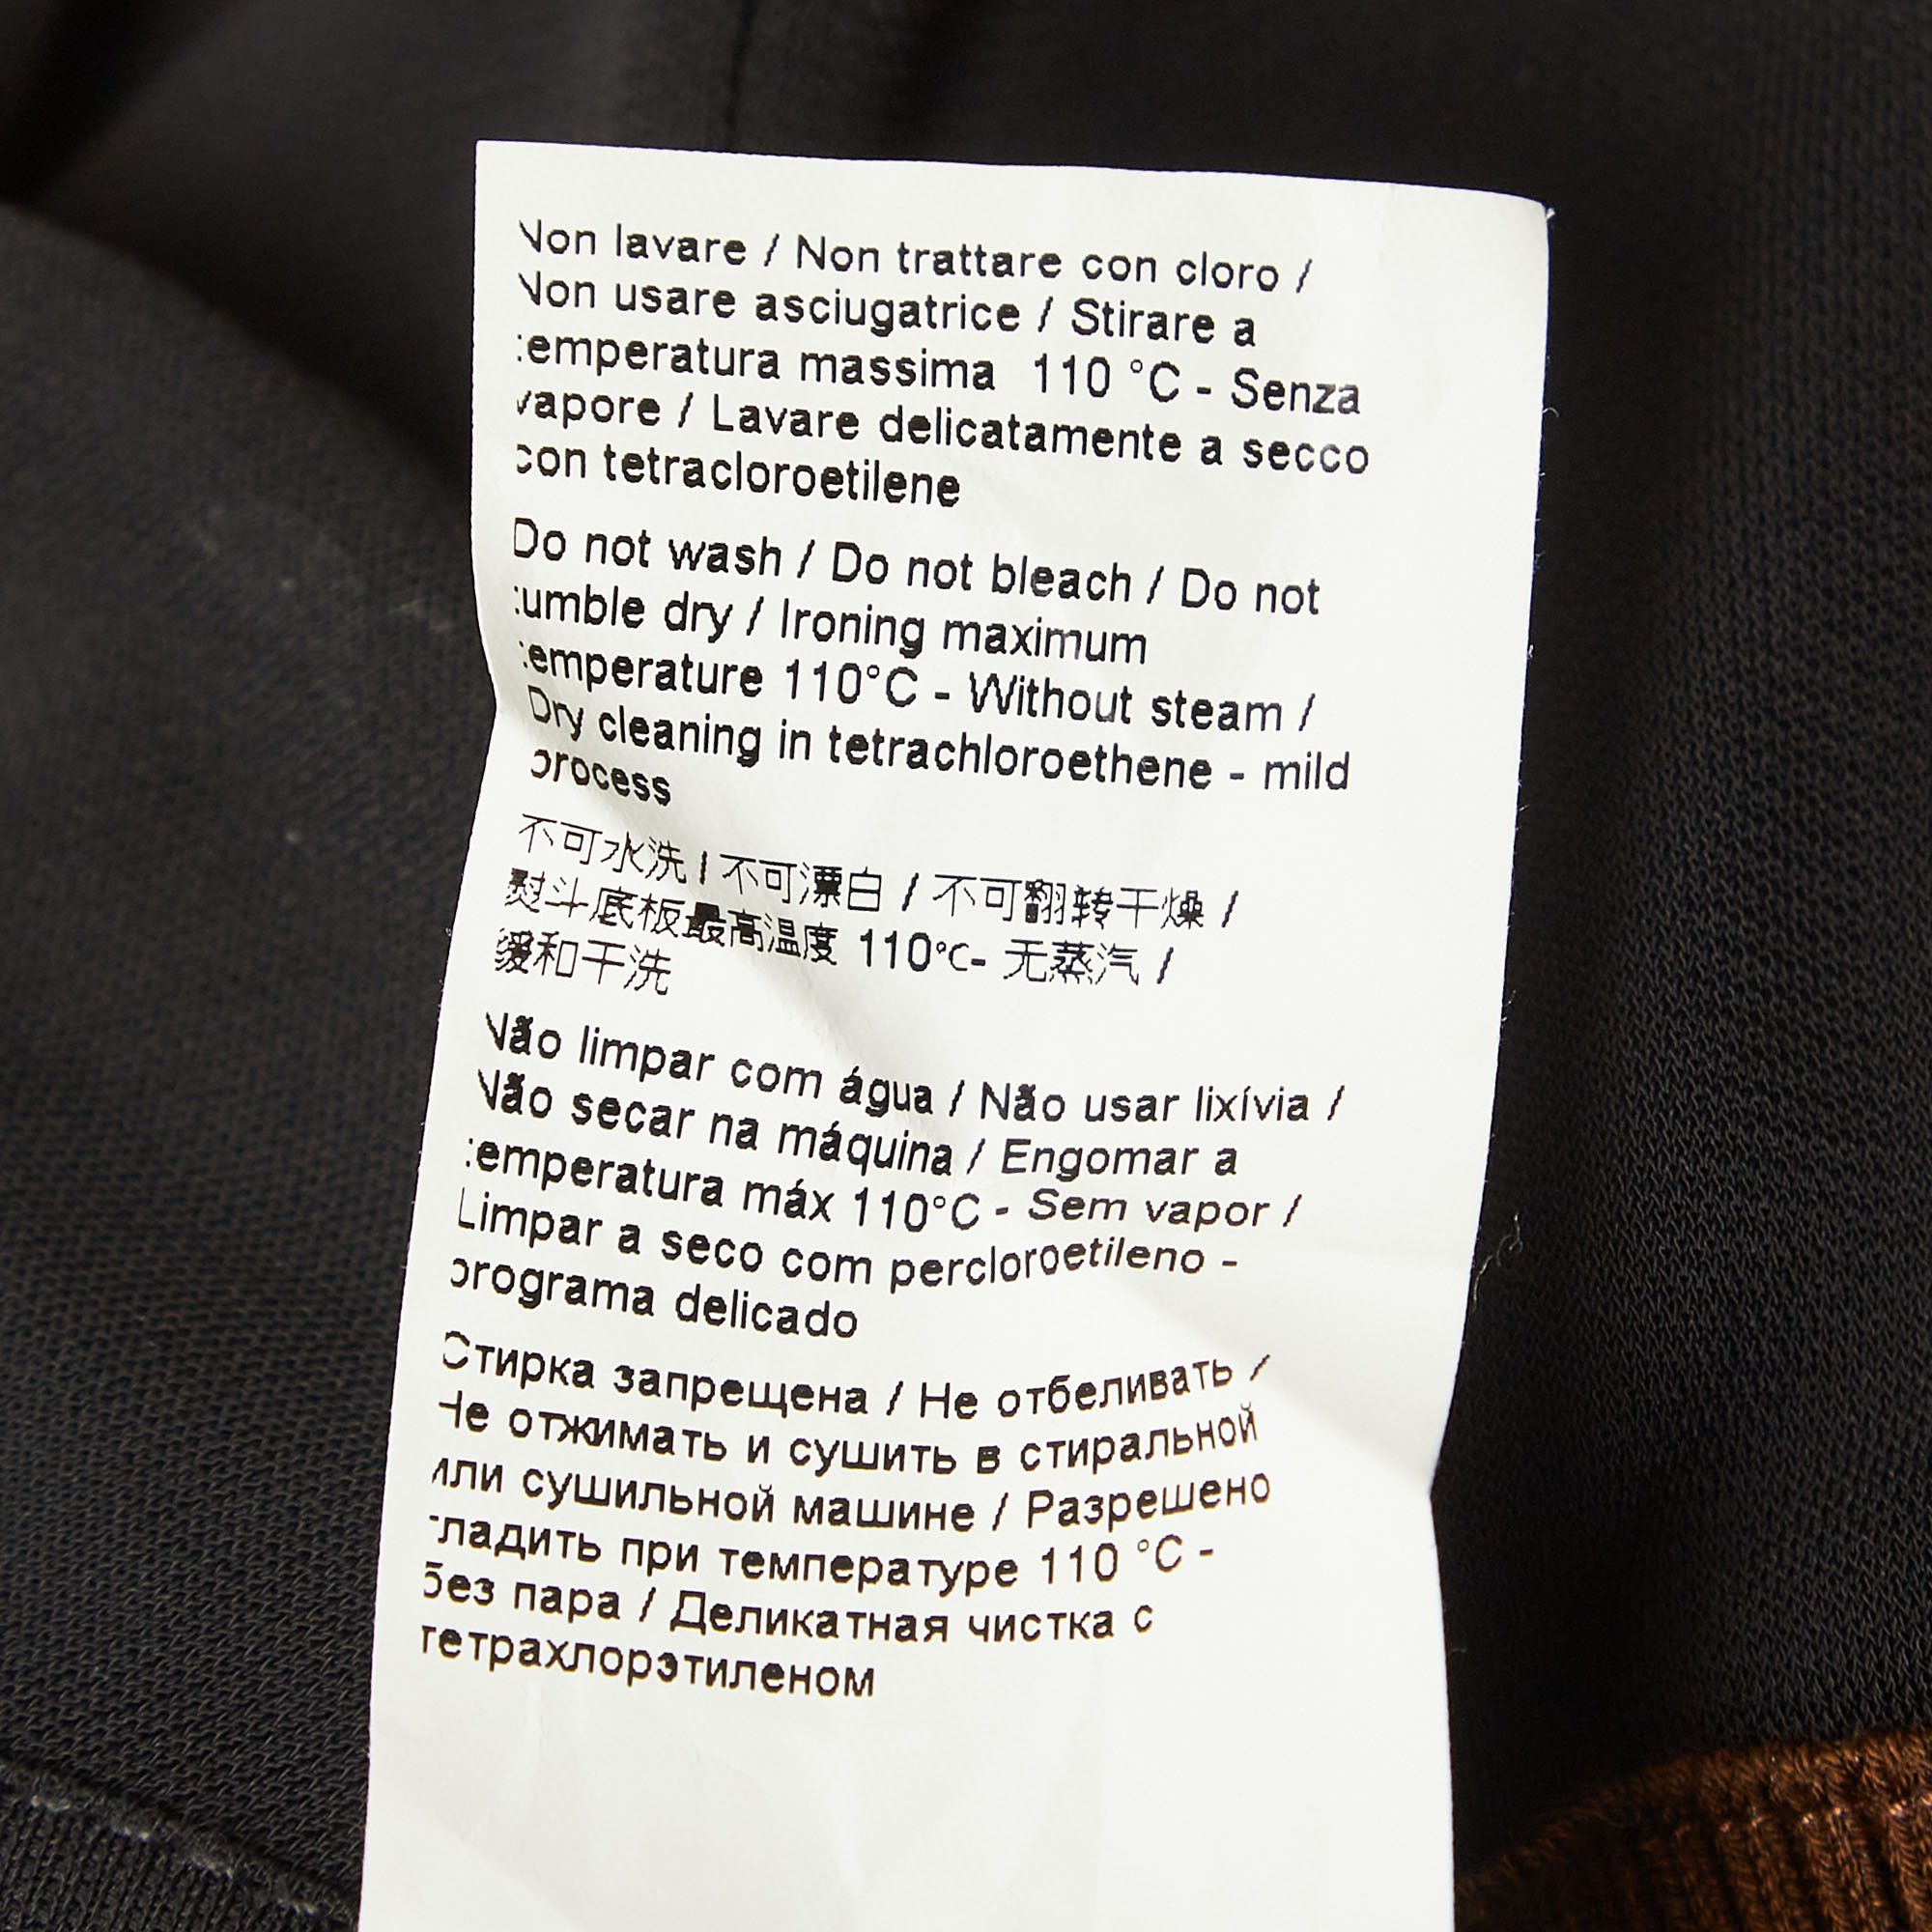 Non lavare / Non trattare con cloro /
Non usare asciugatrice / Stirare a
temperatura massima 110 °C - Senza
vapore / Lavare delicatamente a secco
con tetracloroetilene
Do not wash / Do not bleach / Do not
tumble dry / Ironing maximum
temperature 110°C - Without steam /
Dry cleaning in tetrachloroethene - mild
process
不可水洗 / 不可漂白 / 不可翻转干燥 /
熨斗底板最高温度 110℃- 无蒸汽 /
缓和干洗
Não limpar com água / Não usar lixívia /
Não secar na máquina / Engomar a
temperatura máx 110°C - Sem vapor /
Limpar a seco com percloroetileno -
programa delicado
Стирка запрещена / Не отбеливать /
Не отжимать и сушить в стиральной
или сушильной машине / Разрешено
гладить при температуре 110 °C -
без пара / Деликатная чистка с
тетрахлорэтиленом